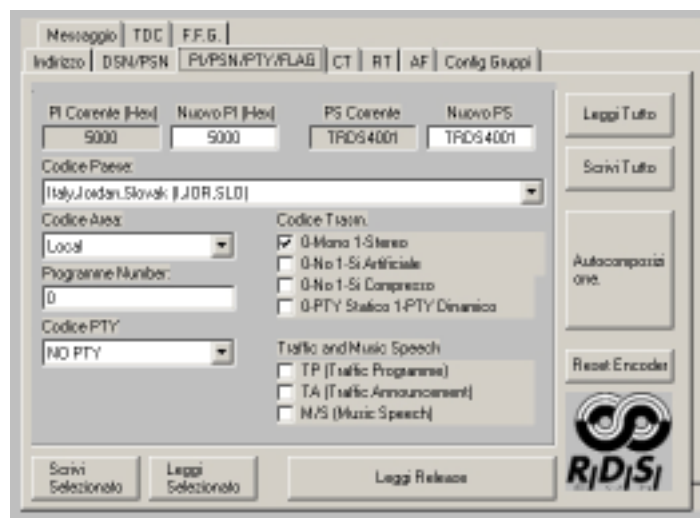 Messaggio TDC F.F.G.
Indirizzo DSN/PSN PI/PSN/PTY/FLAG CT RT AF Config Gruppi
PI Corrente (Hex) Nuovo PI (Hex) PS Corrente Nuovo PS
5000 5000 TRDS4001 TRDS4001
Leggi Tutto
Codice Paese:
Italy,Jordan,Slovak (I,JOR,SLO)
Scrivi Tutto
Codice Area: Codice Trasm.
Local 0-Mono 1-Stereo
0-No 1-Si Artificiale
Programme Number: 0-No 1-Si Compresso
0 0-PTY Statico 1-PTY Dinamico
Autocomposizi
one.
Codice PTY
NO PTY Traffic and Music Speech
TP (Traffic Programme)
TA (Traffic Announcement)
M/S (Music Speech)
Reset Encoder
Scrivi
Selezionato
Leggi
Selezionato
Leggi Release
R/D/S/